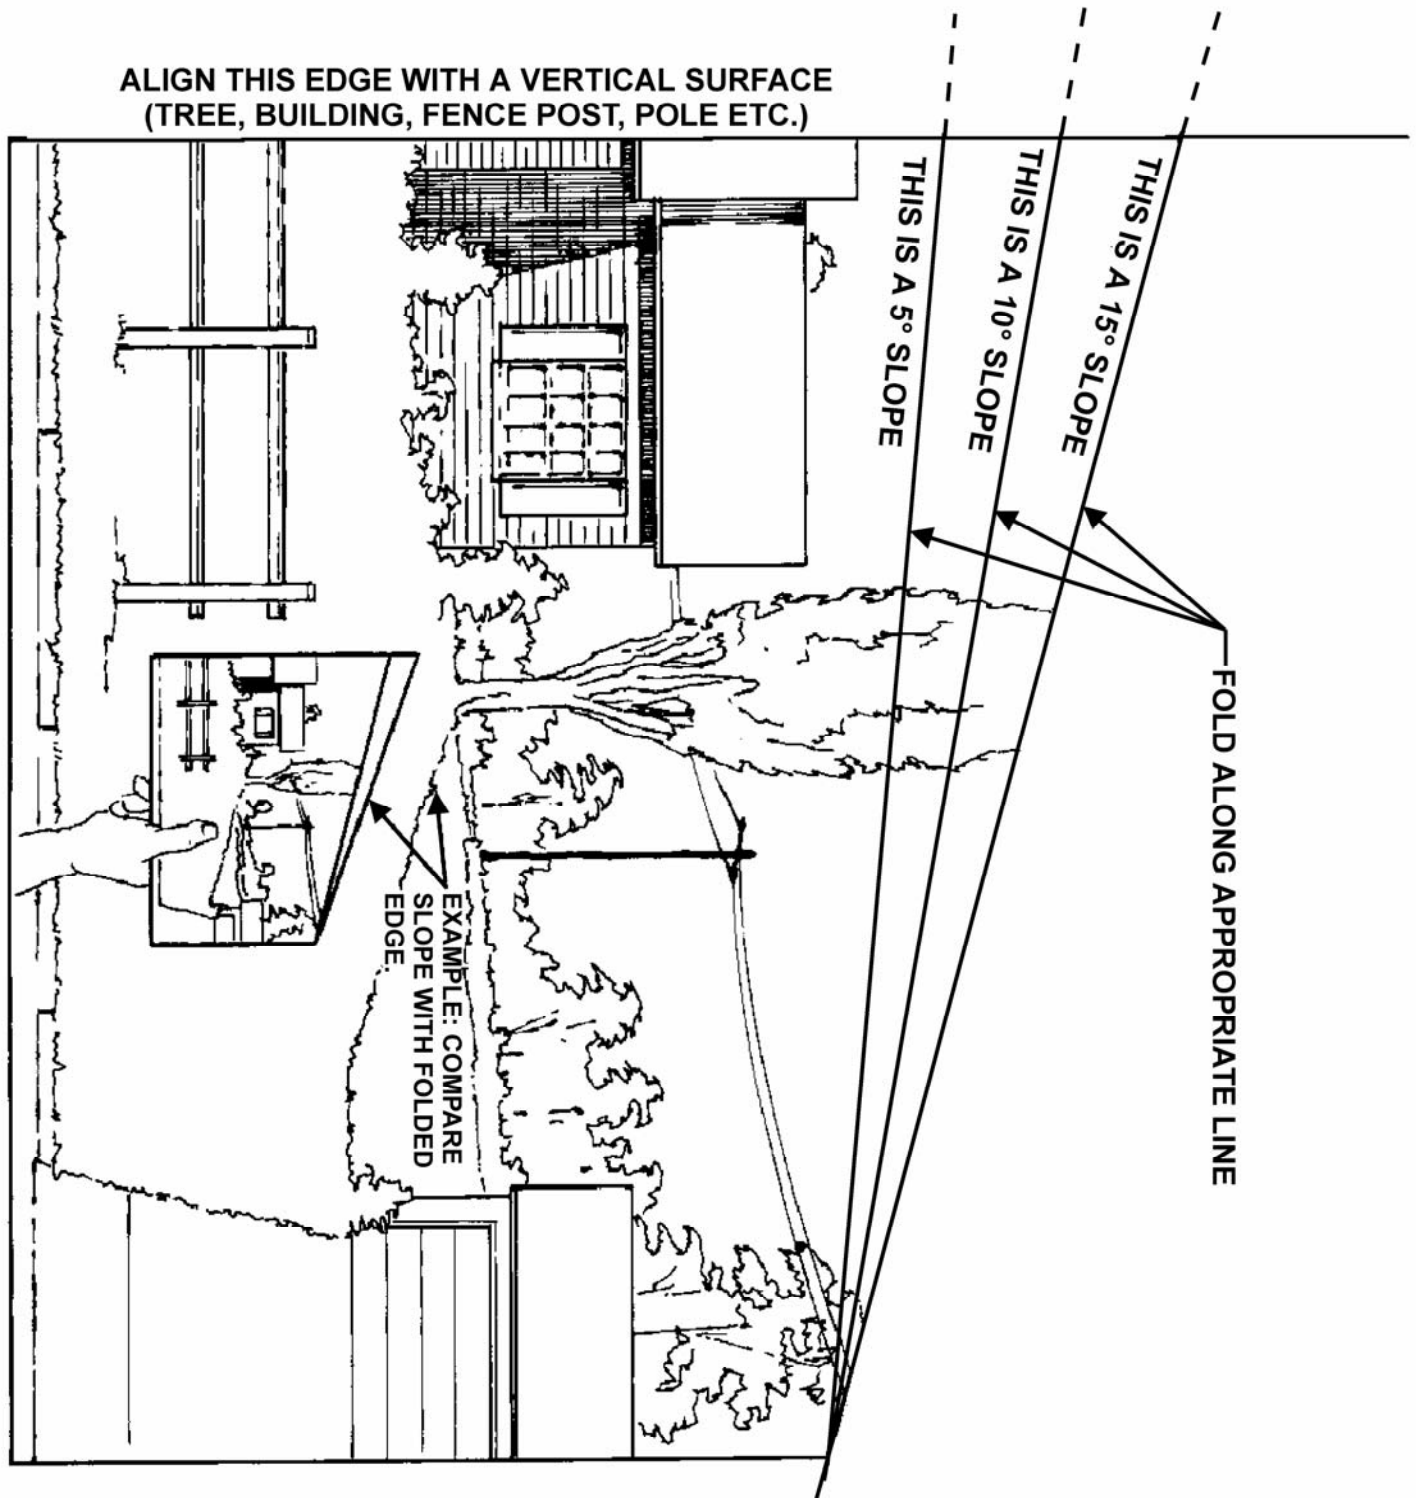 ALIGN THIS EDGE WITH A VERTICAL SURFACE
(TREE, BUILDING, FENCE POST, POLE ETC.)
THIS IS A 5° SLOPE
THIS IS A 10° SLOPE
THIS IS A 15° SLOPE
FOLD ALONG APPROPRIATE LINE
EXAMPLE: COMPARE
SLOPE WITH FOLDED
EDGE.